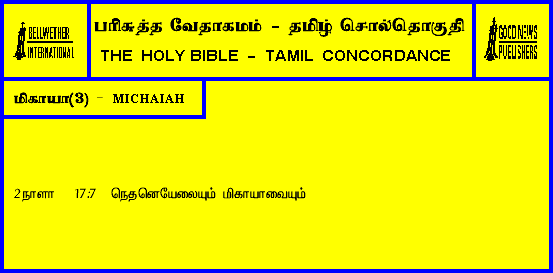 BELLWETHER
INTERNATIONAL
பரிசுத்த வேதாகமம் - தமிழ் சொல்தொகுதி
THE HOLY BIBLE - TAMIL CONCORDANCE
GOOD NEWS
PUBLISHERS
மிகாயா(3) - MICHAIAH
2நாளா 17:7 நெதனெயேலையும் மிகாயாவையும்